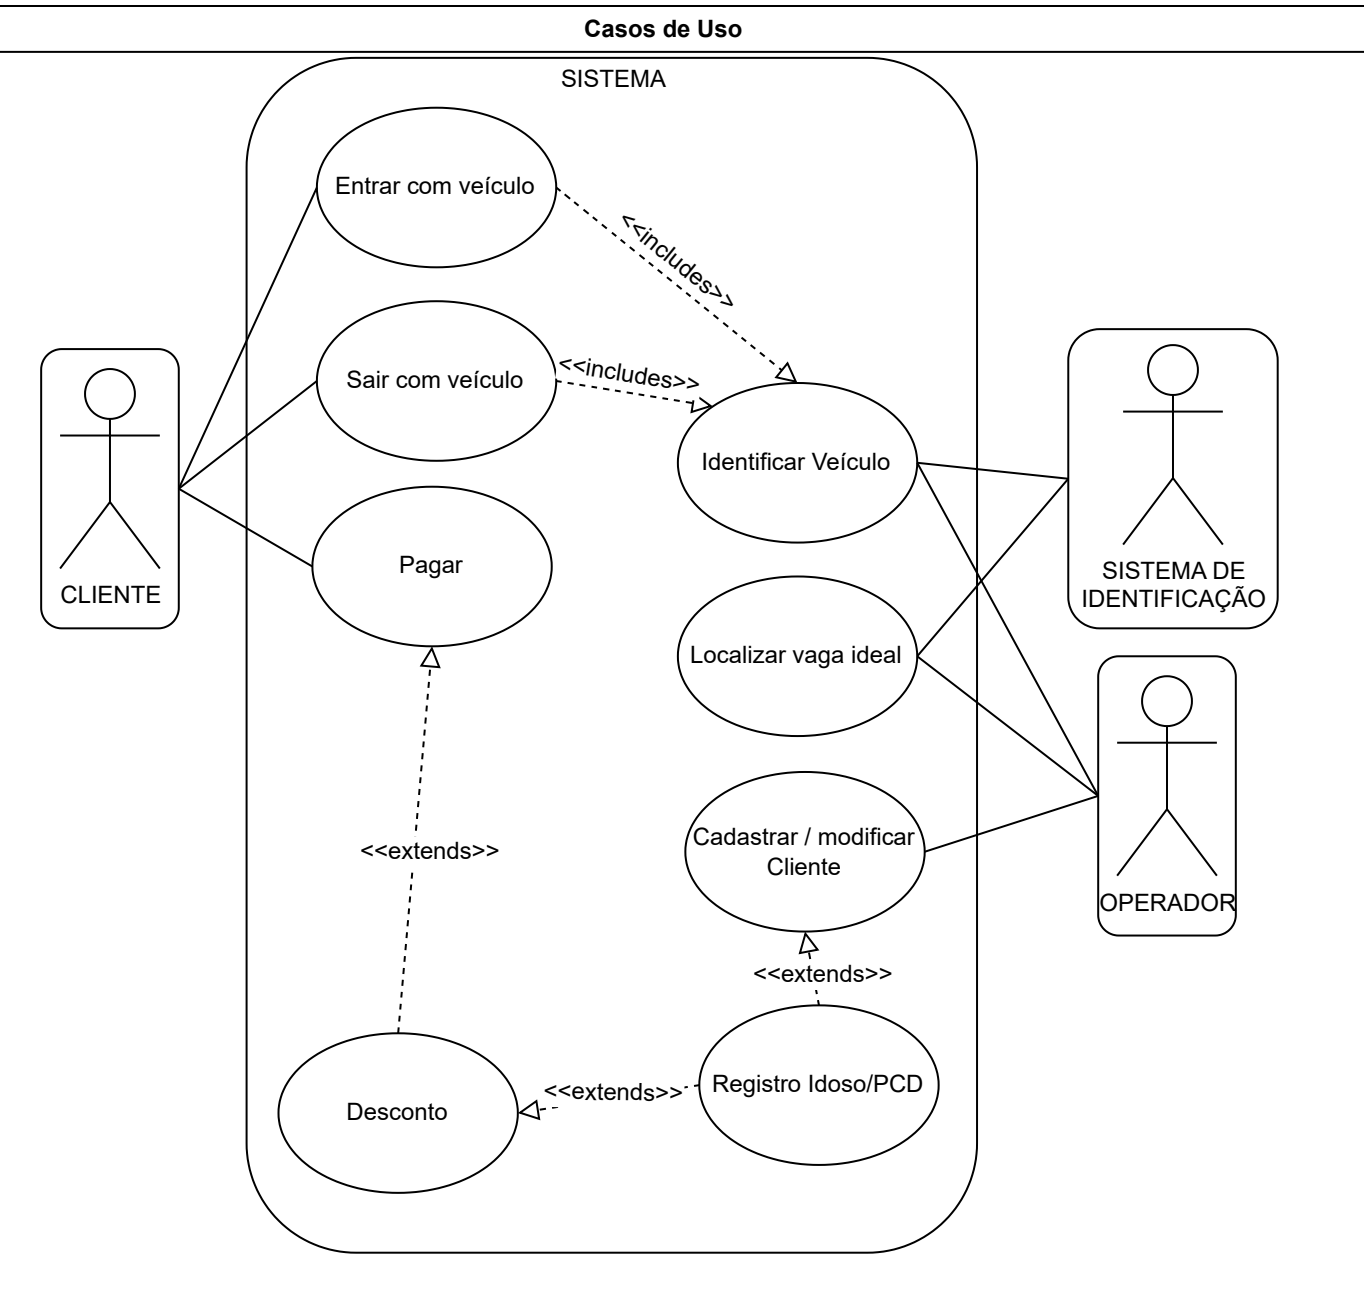 Casos de Uso
SISTEMA
Entrar com veículo
<<includes>>
Sair com veículo
<<includes>>
Identificar Veículo
Pagar
CLIENTE
SISTEMA DE
IDENTIFICAÇÃO
Localizar vaga ideal
Cadastrar / modificar
Cliente
<<extends>>
OPERADOR
<<extends>>
Registro Idoso/PCD
<<extends>>
Desconto